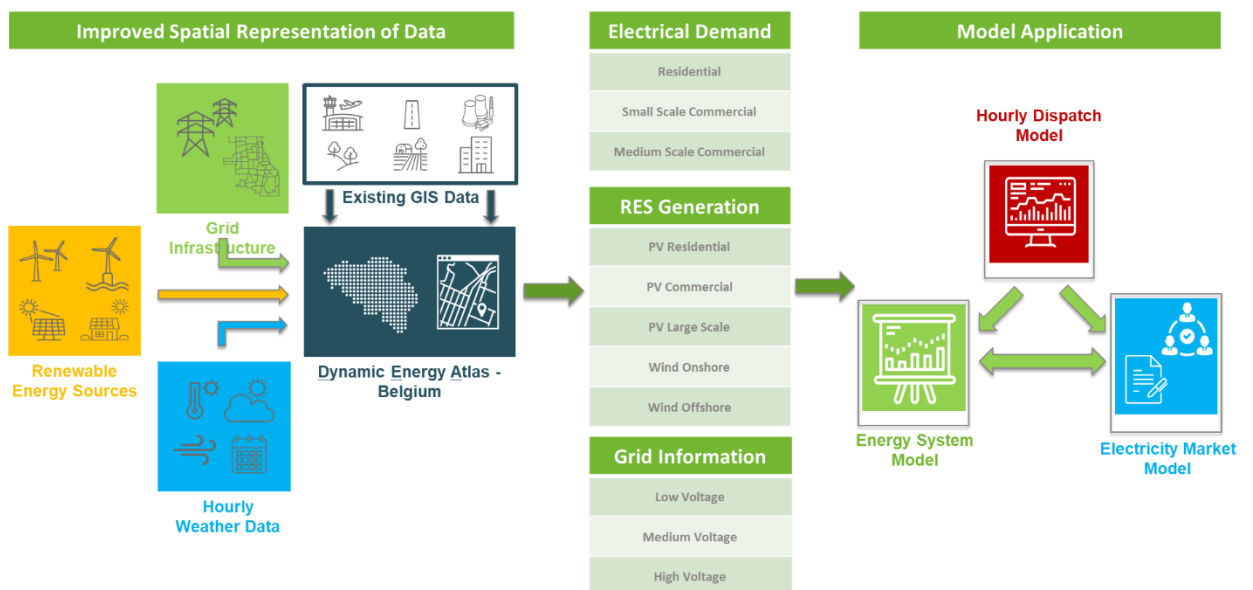 Improved Spatial Representation of Data
Grid
Infrastructure
Existing GIS Data
Renewable
Energy Sources
Dynamic Energy Atlas -
Belgium
Hourly
Weather Data
Electrical Demand
Residential
Small Scale Commercial
Medium Scale Commercial
RES Generation
PV Residential
PV Commercial
PV Large Scale
Wind Onshore
Wind Offshore
Grid Information
Low Voltage
Medium Voltage
High Voltage
Model Application
Hourly Dispatch
Model
Energy System
Model
Electricity Market
Model